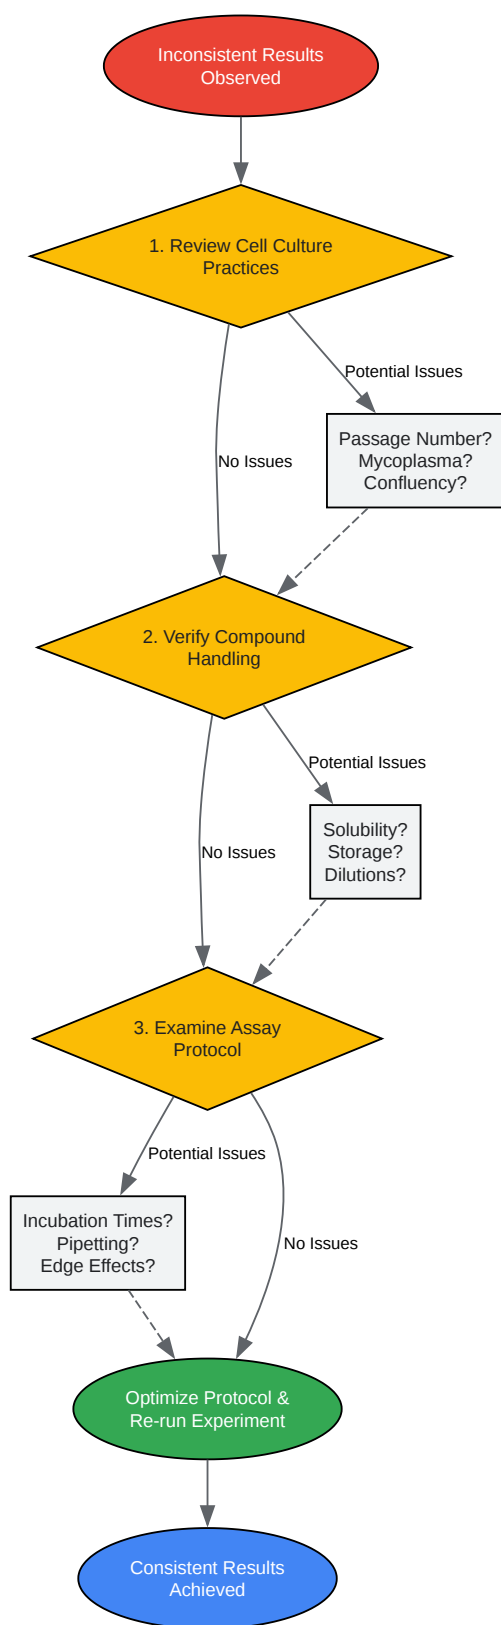 Inconsistent Results
Observed
1. Review Cell Culture
Practices
Potential Issues
Passage Number?
Mycoplasma?
Confluency?
No Issues
2. Verify Compound
Handling
Potential Issues
Solubility?
Storage?
Dilutions?
No Issues
3. Examine Assay
Protocol
Potential Issues
Incubation Times?
Pipetting?
Edge Effects?
No Issues
Optimize Protocol &
Re-run Experiment
Consistent Results
Achieved